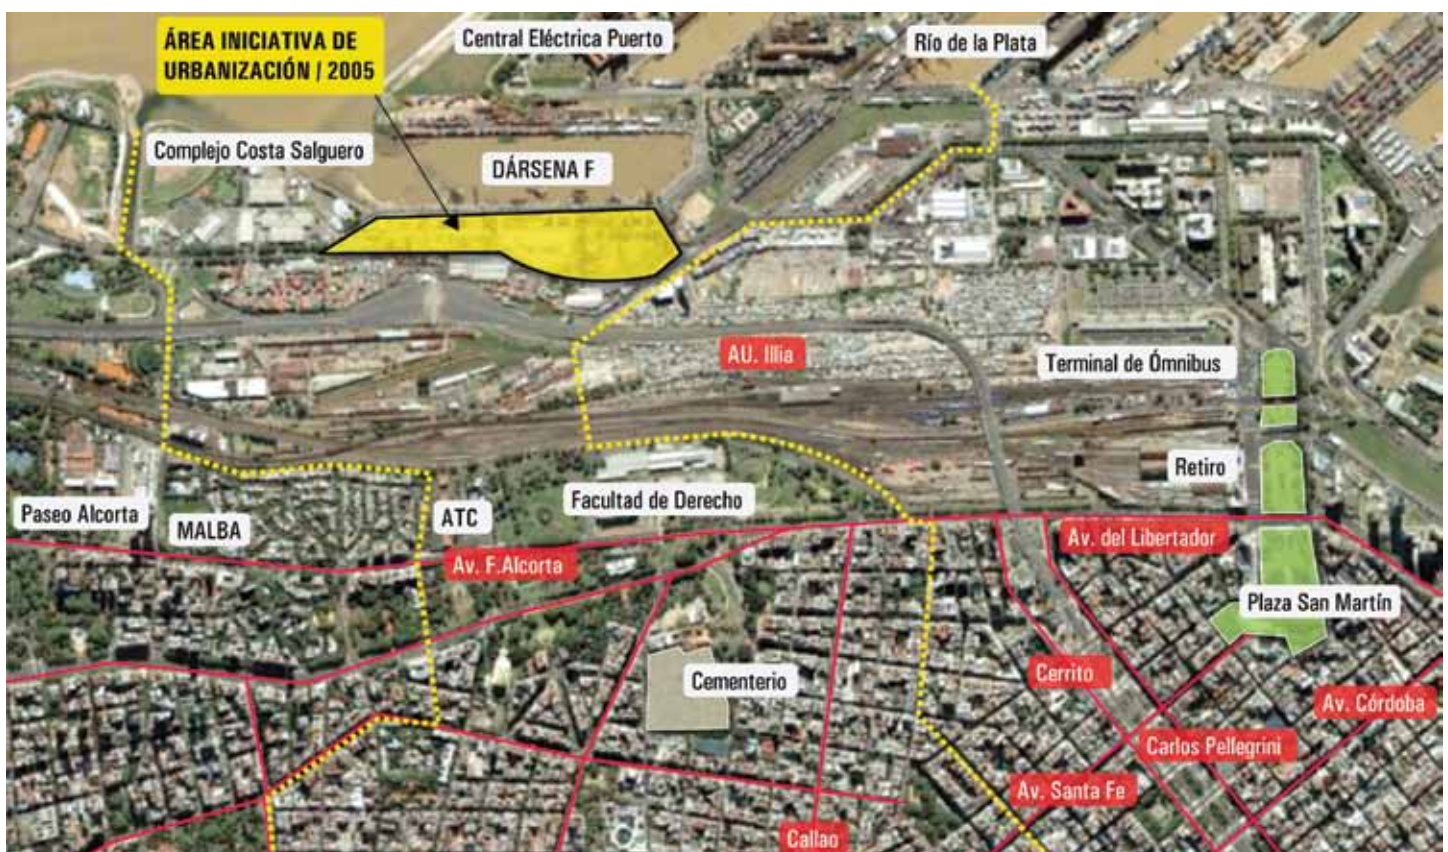 ÁREA INICIATIVA DE
URBANIZACIÓN / 2005
Central Eléctrica Puerto
Río de la Plata
Complejo Costa Salguero
DÁRSENA F
AU. Illia
Terminal de Ómnibus
Retiro
Facultad de Derecho
Paseo Alcorta
MALBA
ATC
Av. F.Alcorta
Av. del Libertador
Plaza San Martín
Cementerio
Cerrito
Av. Córdoba
Carlos Pellegrini
Av. Santa Fe
Callao